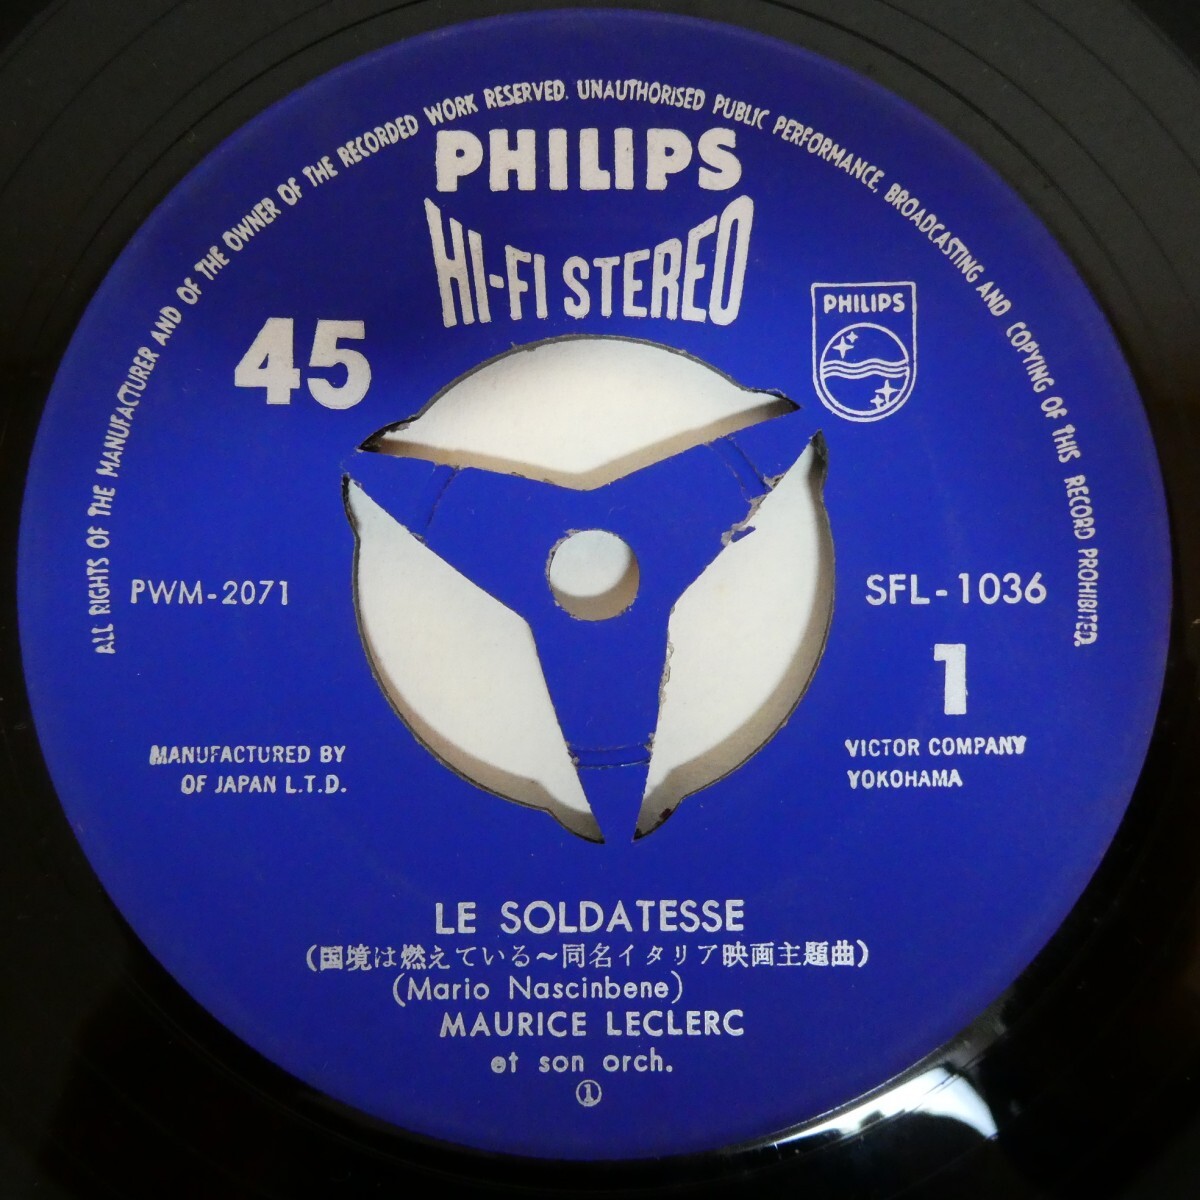 ALL RIGHTS OF THE MANUFACTURER AND OF THE OWNER OF THE RECORDED WORK RESERVED. UNAUTHORISED PUBLIC PERFORMANCE, BROADCASTING AND COPYING OF THIS RECORD PROHIBITED.
PHILIPS
HI-FI STEREO
PHILIPS
45
PWM-2071
SFL-1036
1
MANUFACTURED BY VICTOR COMPANY
OF JAPAN L.T.D. YOKOHAMA
LE SOLDATESSE
(国境は燃えている～同名イタリア映画主題曲)
(Mario Nascinbene)
MAURICE LECLERC
et son orch.
①